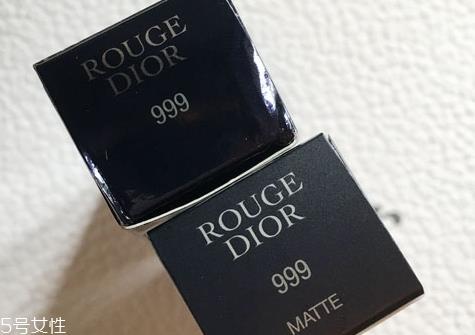 ROUGE
DIOR
999
ROUGE
DIOR
999
MATTE
5号女性